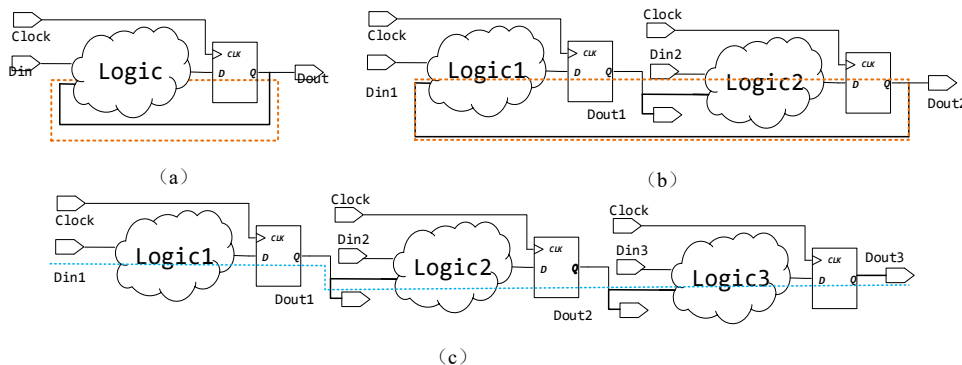 Clock
Din
Logic
CLK
D
Q
Dout
(a)
Clock
Din1
Logic1
CLK
D
Q
Dout1
Clock
Din2
Logic2
CLK
D
Q
Dout2
(b)
Clock
Din1
Logic1
CLK
D
Q
Dout1
Clock
Din2
Logic2
CLK
D
Q
Dout2
Clock
Din3
Logic3
CLK
D
Q
Dout3
(c)